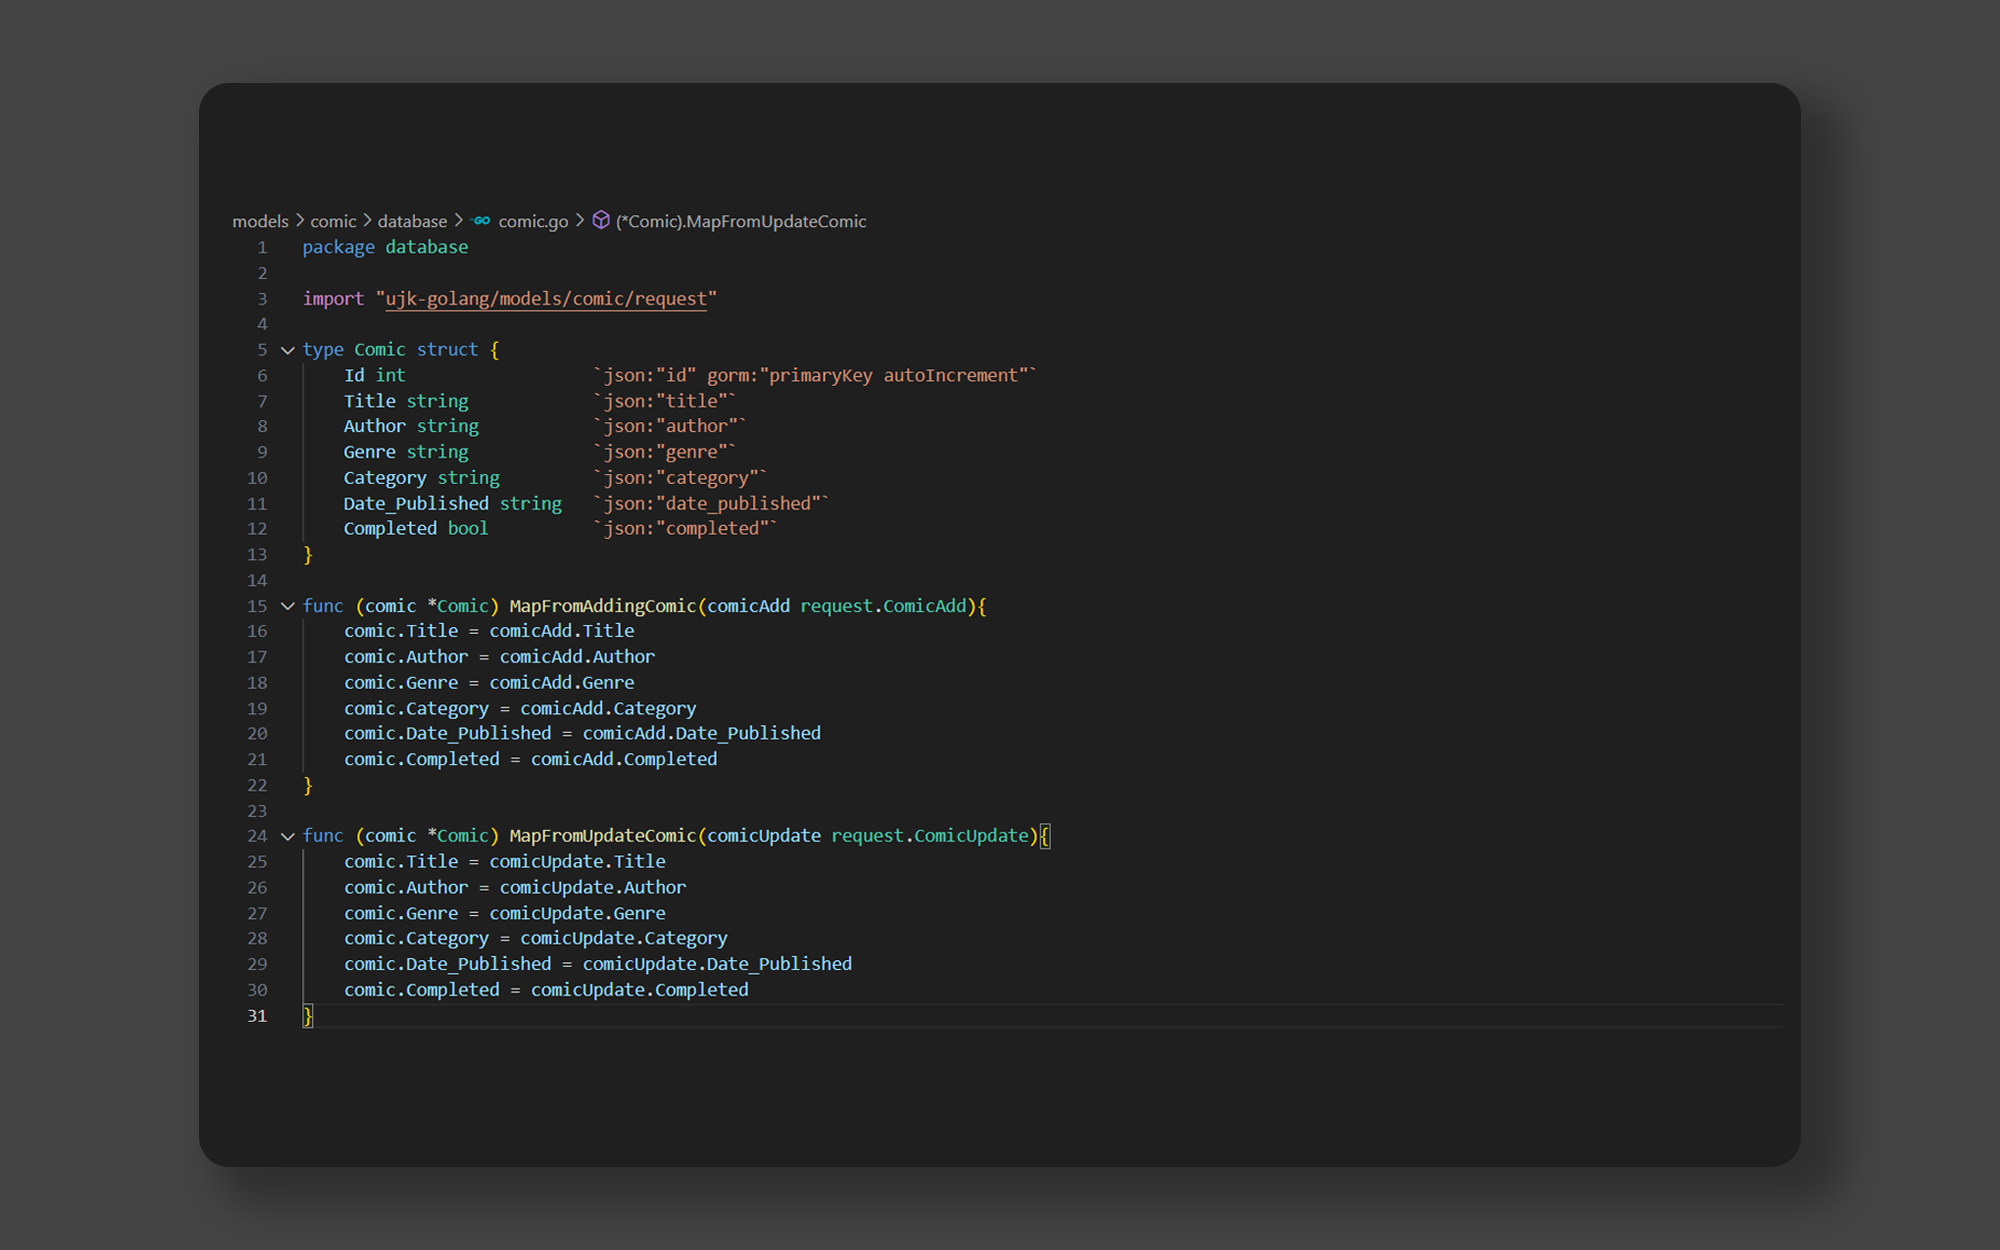 models > comic > database > GO comic.go > (*Comic).MapFromUpdateComic
1 package database
2
3 import "ujk-golang/models/comic/request"
4
5 type Comic struct {
6 Id int `json:"id" gorm:"primaryKey autoIncrement"`
7 Title string `json:"title"`
8 Author string `json:"author"`
9 Genre string `json:"genre"`
10 Category string `json:"category"`
11 Date_Published string `json:"date_published"`
12 Completed bool `json:"completed"`
13 }
14
15 func (comic *Comic) MapFromAddingComic(comicAdd request.ComicAdd){
16 comic.Title = comicAdd.Title
17 comic.Author = comicAdd.Author
18 comic.Genre = comicAdd.Genre
19 comic.Category = comicAdd.Category
20 comic.Date_Published = comicAdd.Date_Published
21 comic.Completed = comicAdd.Completed
22 }
23
24 func (comic *Comic) MapFromUpdateComic(comicUpdate request.ComicUpdate){
25 comic.Title = comicUpdate.Title
26 comic.Author = comicUpdate.Author
27 comic.Genre = comicUpdate.Genre
28 comic.Category = comicUpdate.Category
29 comic.Date_Published = comicUpdate.Date_Published
30 comic.Completed = comicUpdate.Completed
31 }